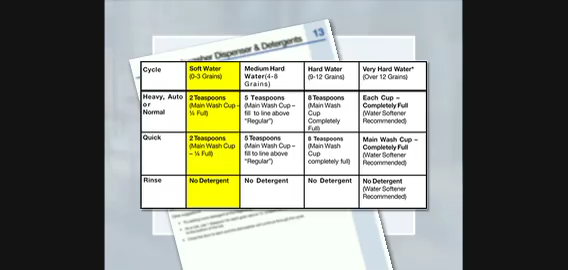 13
Dispenser & Detergents
Cycle
Soft Water
(0-3 Grains)
Medium Hard
Water(4-8
Grains)
Hard Water
(9-12 Grains)
Very Hard Water*
(Over 12 Grains)
Heavy, Auto
or
Normal
2 Teaspoons
(Main Wash Cup -
¼ Full)
5 Teaspoons
(Main Wash Cup –
fill to line above
"Regular")
8 Teaspoons
(Main Wash
Cup
Completely
Full)
Each Cup –
Completely Full
(Water Softener
Recommended)
Quick
2 Teaspoons
(Main Wash Cup
– ¼ Full)
5 Teaspoons
(Main Wash Cup –
fill to line above
"Regular")
8 Teaspoons
(Main Wash
Cup
completely full)
Main Wash Cup –
Completely Full
(Water Softener
Recommended)
Rinse
No Detergent
No Detergent
No Detergent
No Detergent
(Water Softener
Recommended)